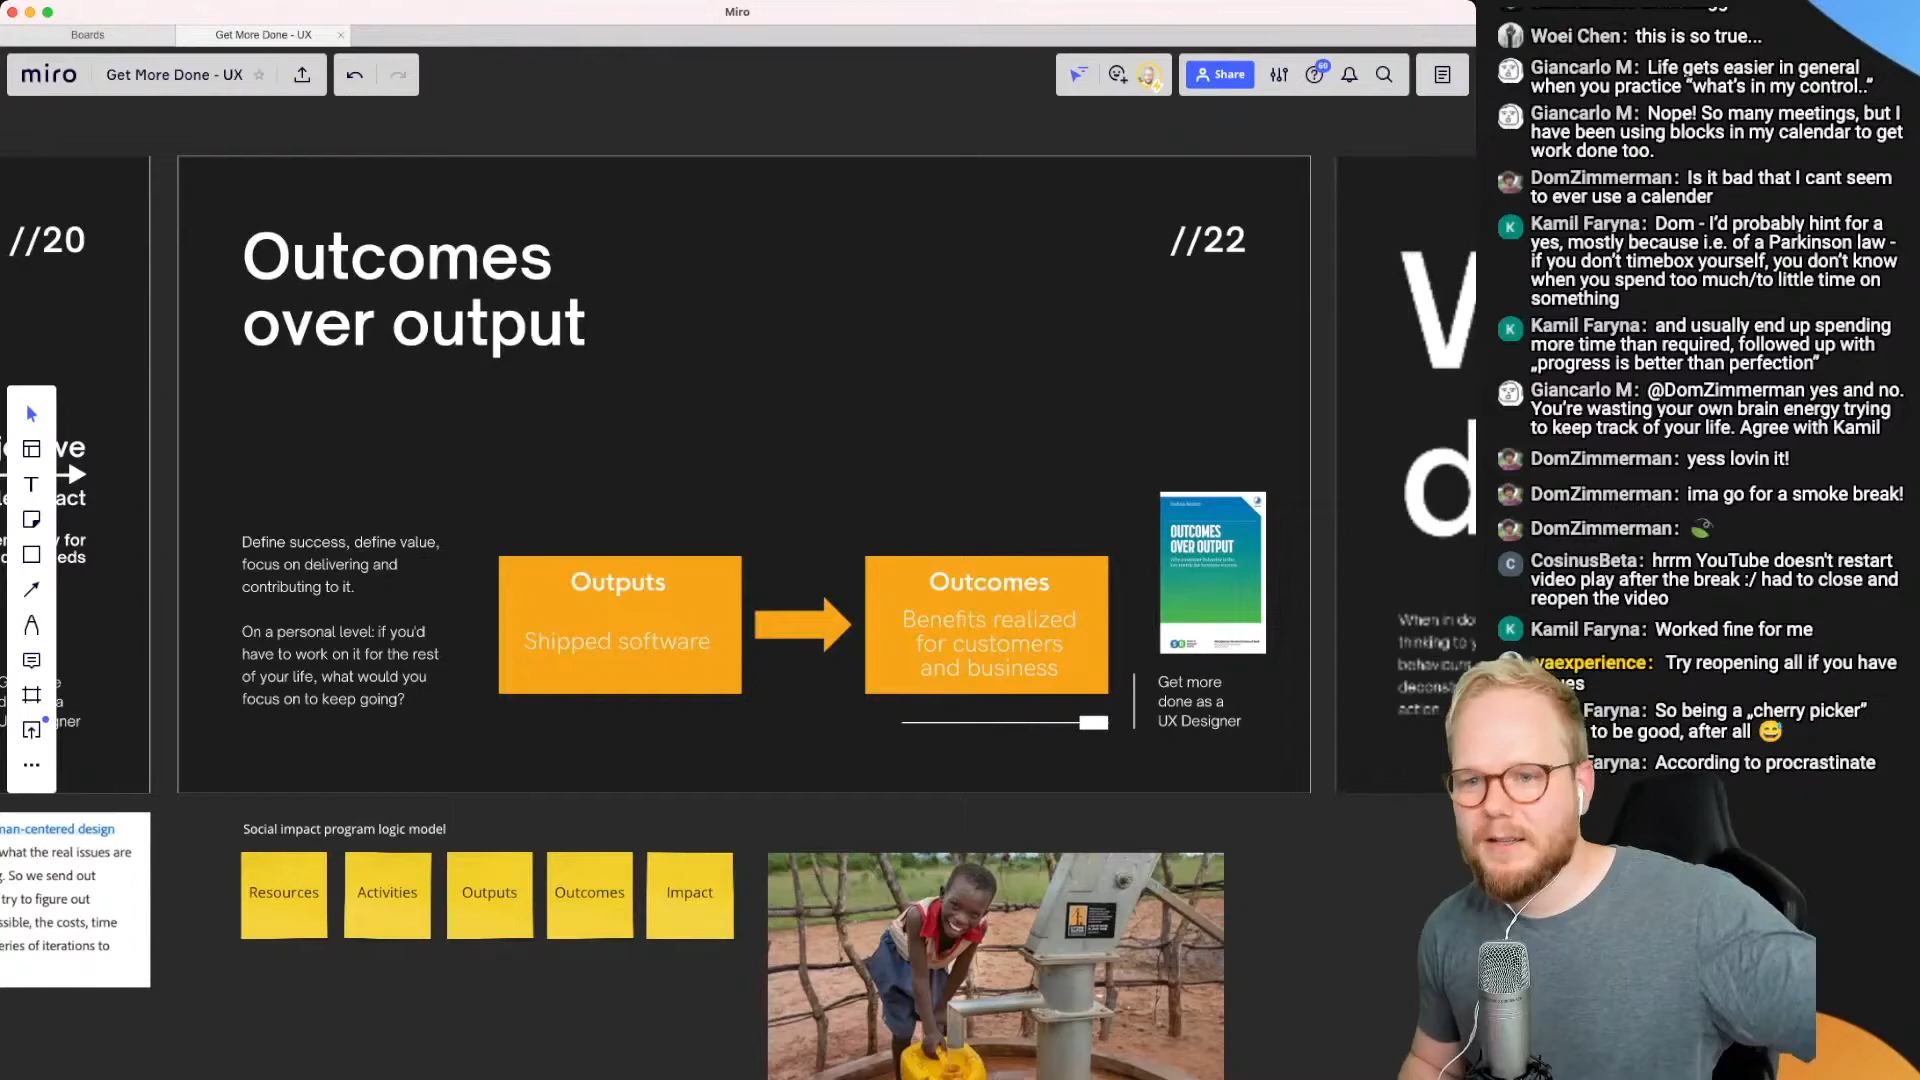 Miro
Boards
Get More Done - UX
miro
Get More Done - UX
Share
60
//20
Outcomes
over output
//22
Define success, define value,
focus on delivering and
contributing to it.
On a personal level: if you'd
have to work on it for the rest
of your life, what would you
focus on to keep going?
Outputs
Shipped software
Outcomes
Benefits realized
for customers
and business
OUTCOMES
OVER OUTPUT
Get more
done as a
UX Designer
When in do
thinking to y
behaviours
action
Social impact program logic model
Resources
Activities
Outputs
Outcomes
Impact
man-centered design
what the real issues are
g. So we send out
try to figure out
ssible, the costs, time
eries of iterations to
Woei Chen: this is so true...
Giancarlo M: Life gets easier in general
when you practice “what’s in my control..”
Giancarlo M: Nope! So many meetings, but I
have been using blocks in my calendar to get
work done too.
DomZimmerman: Is it bad that I cant seem
to ever use a calender
K
Kamil Faryna: Dom - I’d probably hint for a
yes, mostly because i.e. of a Parkinson law -
if you don’t timebox yourself, you don’t know
when you spend too much/to little time on
something
K
Kamil Faryna: and usually end up spending
more time than required, followed up with
„progress is better than perfection”
Giancarlo M: @DomZimmerman yes and no.
You’re wasting your own brain energy trying
to keep track of your life. Agree with Kamil
DomZimmerman: yess lovin it!
DomZimmerman: ima go for a smoke break!
DomZimmerman:
C
CosinusBeta: hrrm YouTube doesn't restart
video play after the break :/ had to close and
reopen the video
K
Kamil Faryna: Worked fine for me
vaexperience: Try reopening all if you have
ues
Faryna: So being a „cherry picker”
to be good, after all 😅
Faryna: According to procrastinate